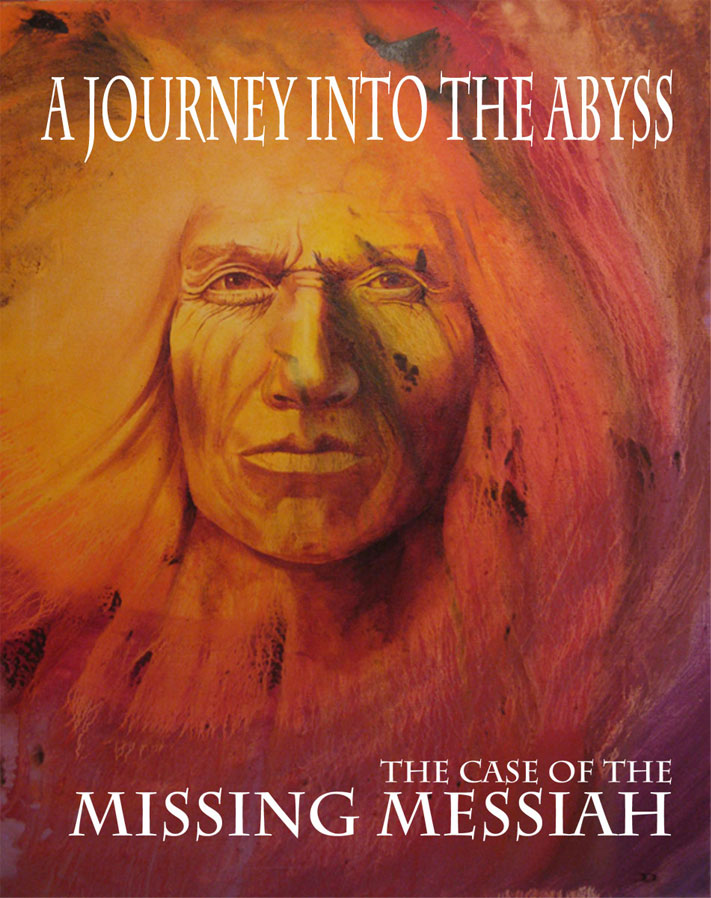 A JOURNEY INTO THE ABYSS
THE CASE OF THE
MISSING MESSIAH